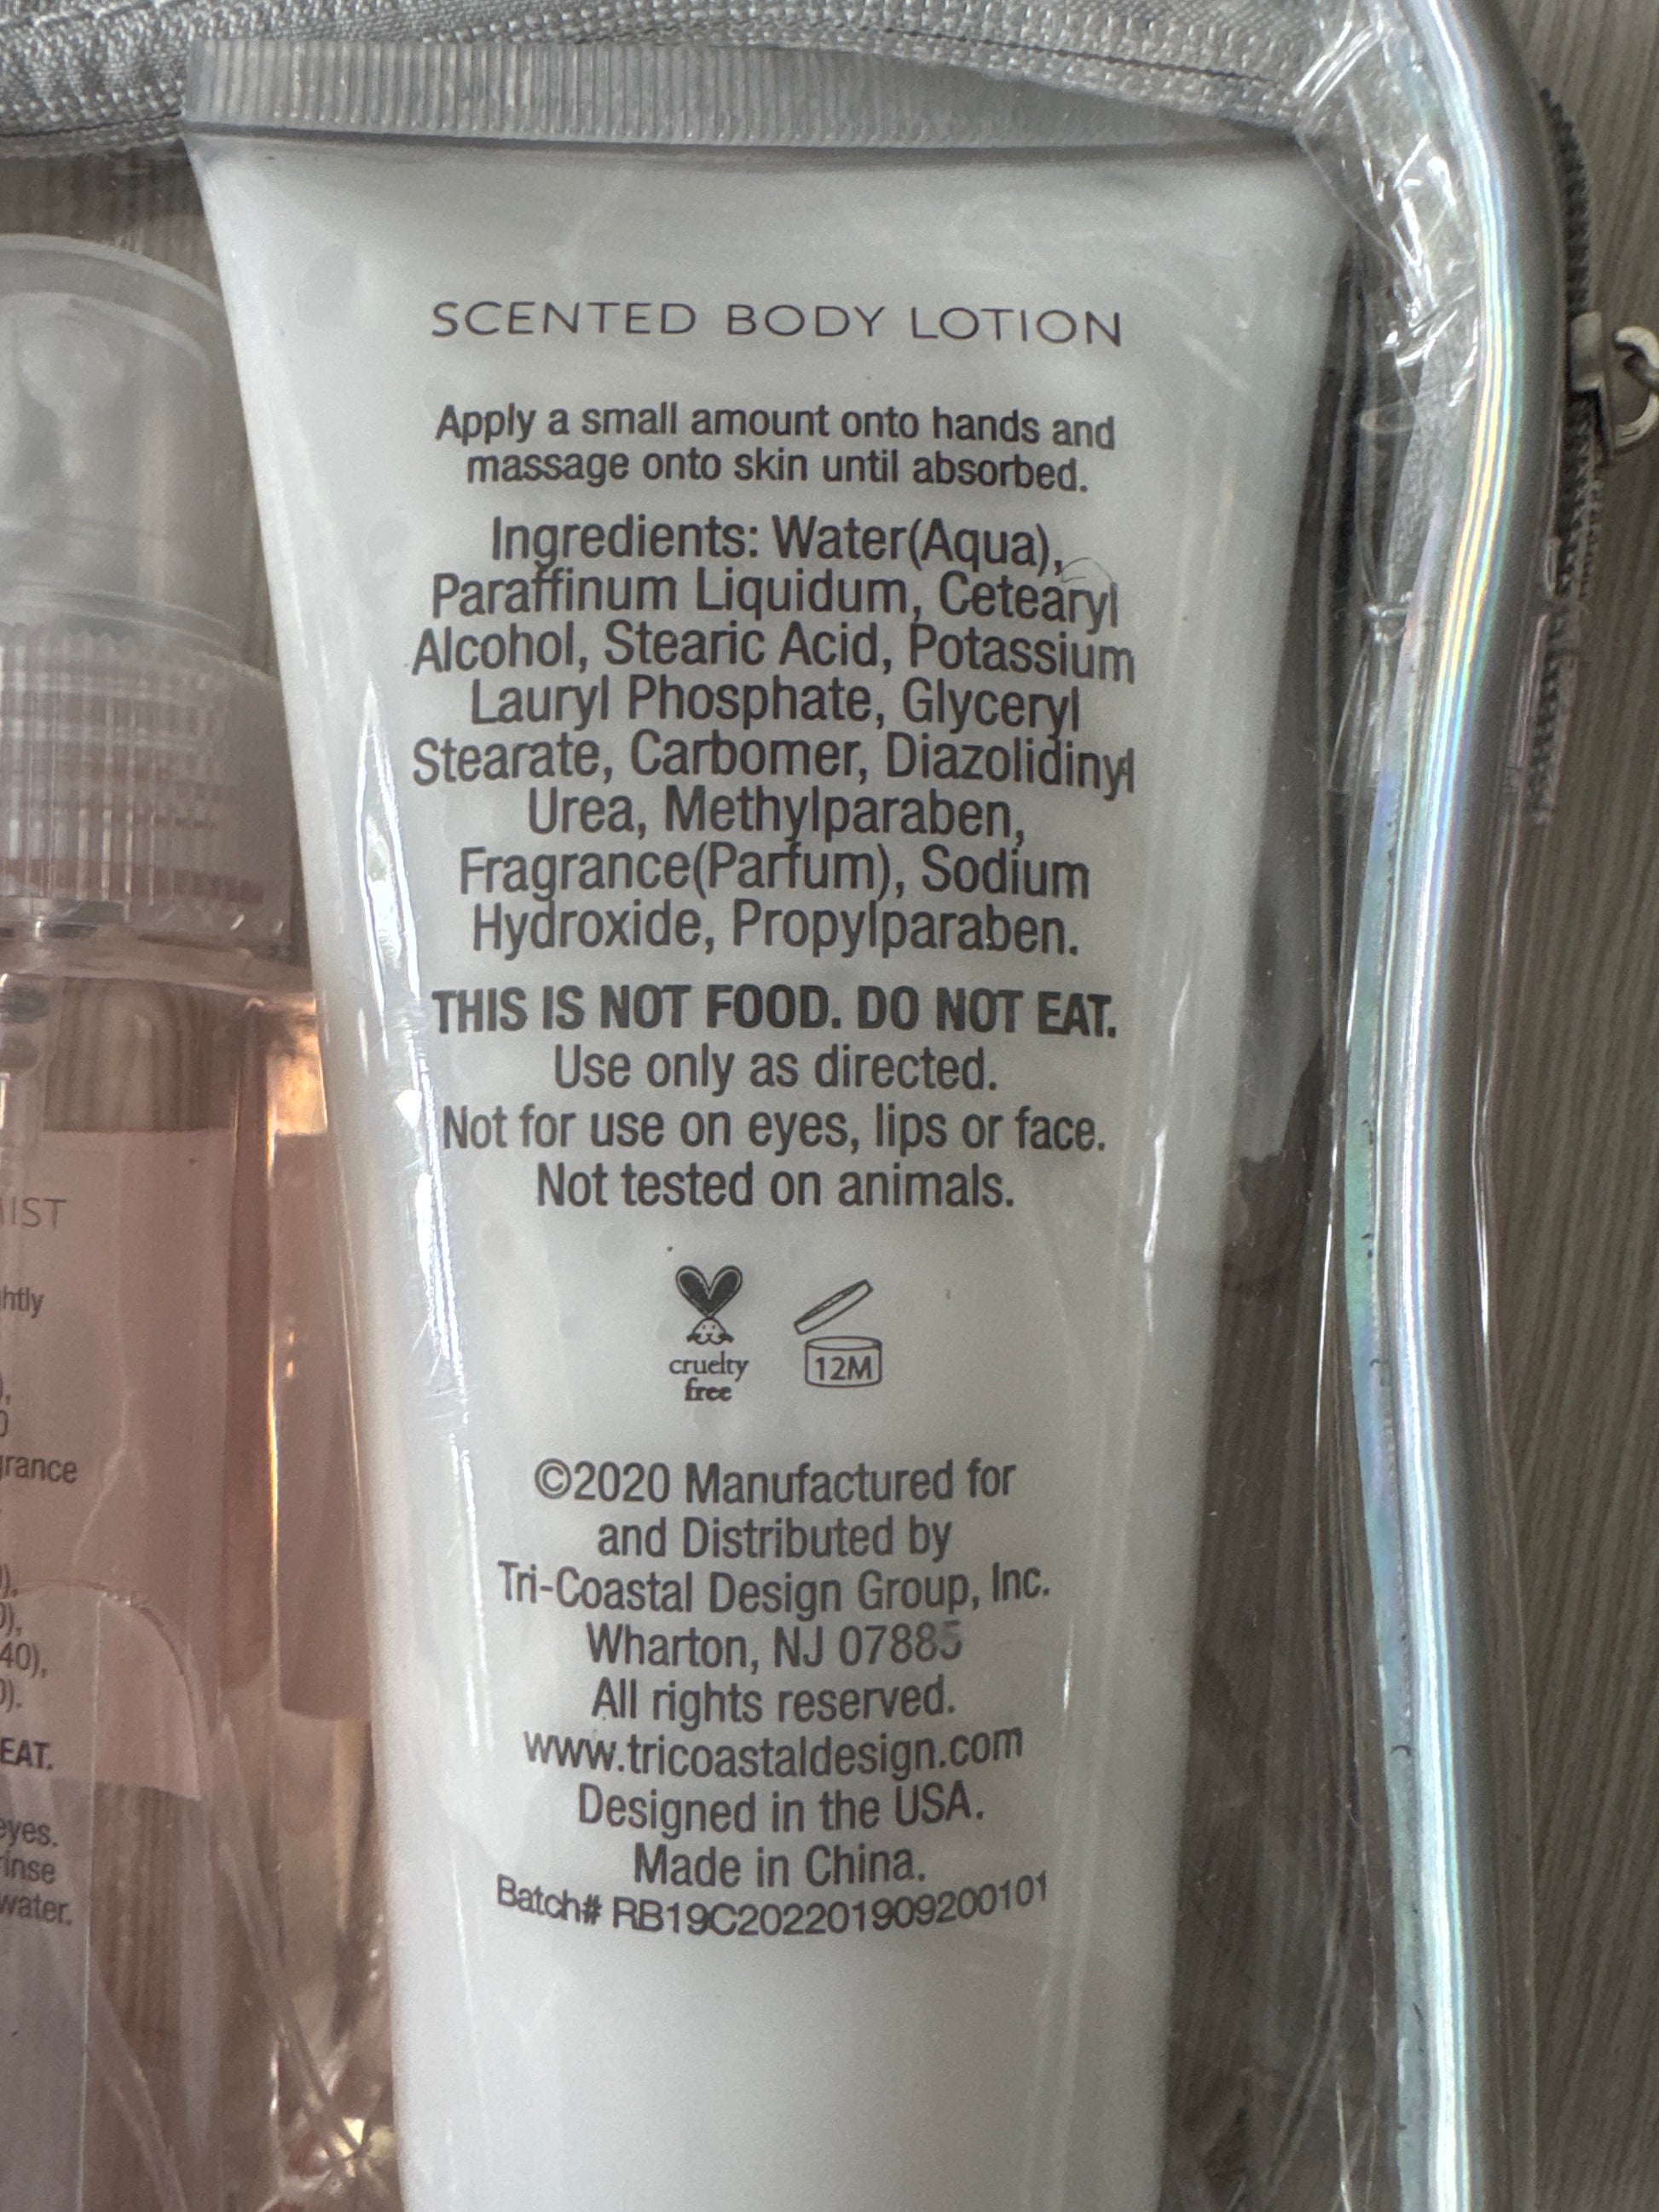 SCENTED BODY LOTION
Apply a small amount onto hands and
massage onto skin until absorbed.
Ingredients: Water(Aqua),
Paraffinum Liquidum, Cetearyl
Alcohol, Stearic Acid, Potassium
Lauryl Phosphate, Glyceryl
Stearate, Carbomer, Diazolidinyl
Urea, Methylparaben,
Fragrance(Parfum), Sodium
Hydroxide, Propylparaben.
THIS IS NOT FOOD. DO NOT EAT.
Use only as directed.
Not for use on eyes, lips or face.
Not tested on animals.
cruelty
free
12M
©2020 Manufactured for
and Distributed by
Tri-Coastal Design Group, Inc.
Wharton, NJ 07885
All rights reserved.
www.tricoastaldesign.com
Designed in the USA.
Made in China.
Batch# RB19C202201909200101
EAT.
eyes.
water.